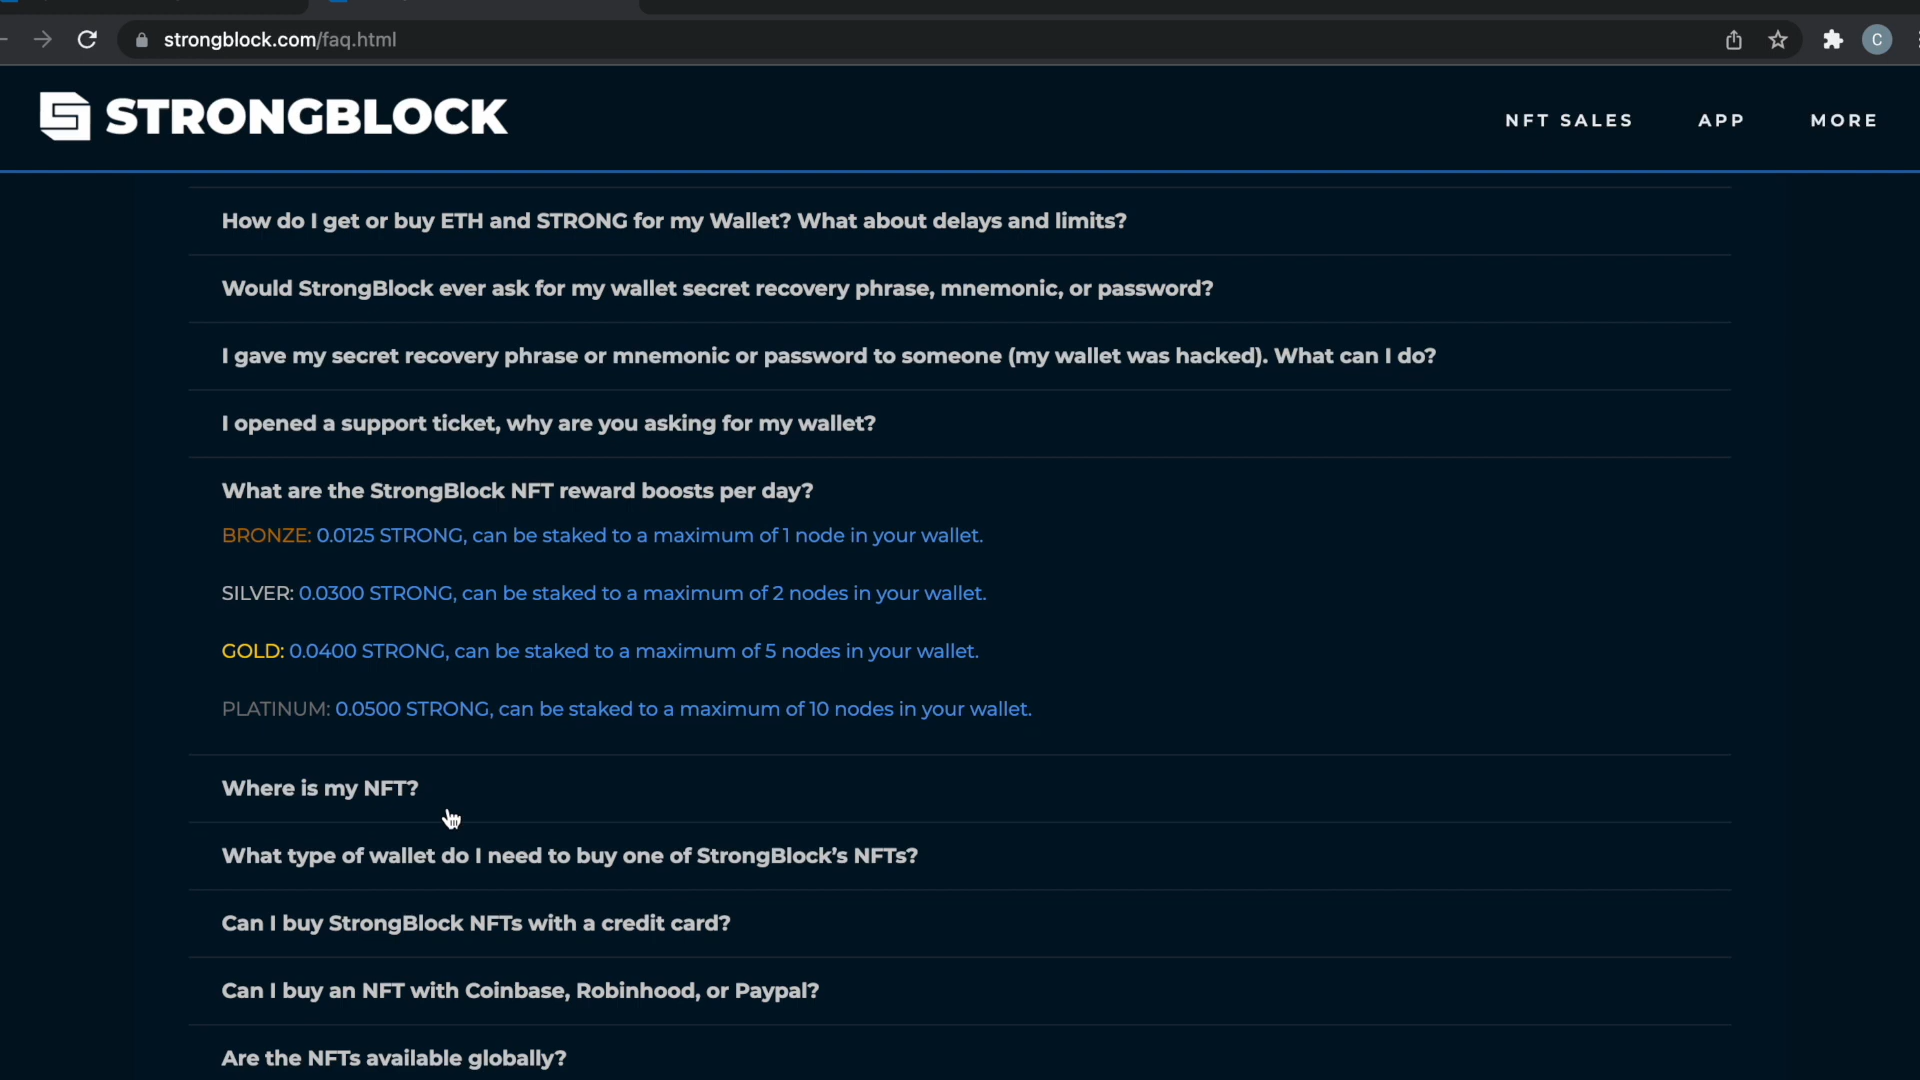 strongblock.com/faq.html
C
STRONGBLOCK
NFT SALES
APP
MORE
How do I get or buy ETH and STRONG for my Wallet? What about delays and limits?
Would StrongBlock ever ask for my wallet secret recovery phrase, mnemonic, or password?
I gave my secret recovery phrase or mnemonic or password to someone (my wallet was hacked). What can I do?
I opened a support ticket, why are you asking for my wallet?
What are the StrongBlock NFT reward boosts per day?
BRONZE: 0.0125 STRONG, can be staked to a maximum of 1 node in your wallet.
SILVER: 0.0300 STRONG, can be staked to a maximum of 2 nodes in your wallet.
GOLD: 0.0400 STRONG, can be staked to a maximum of 5 nodes in your wallet.
PLATINUM: 0.0500 STRONG, can be staked to a maximum of 10 nodes in your wallet.
Where is my NFT?
What type of wallet do I need to buy one of StrongBlock’s NFTs?
Can I buy StrongBlock NFTs with a credit card?
Can I buy an NFT with Coinbase, Robinhood, or Paypal?
Are the NFTs available globally?